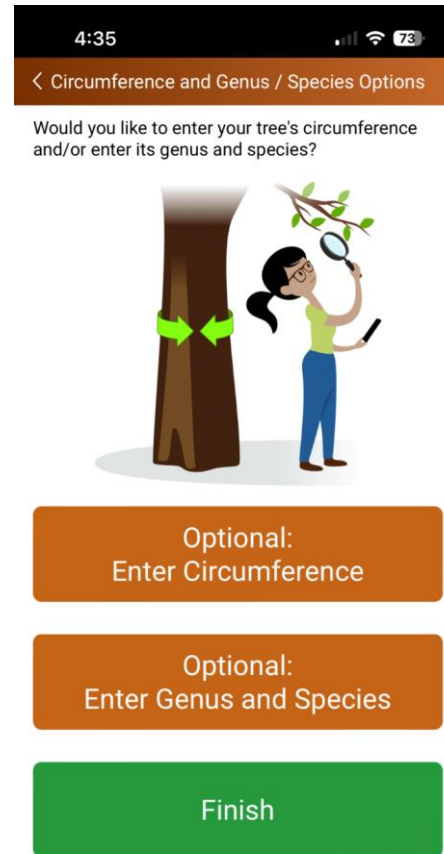 4:35
73
Circumference and Genus / Species Options
Would you like to enter your tree's circumference
and/or enter its genus and species?
Optional:
Enter Circumference
Optional:
Enter Genus and Species
Finish